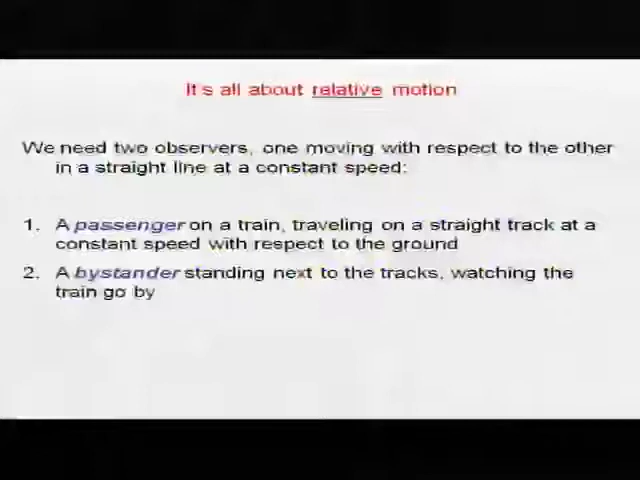 It's all about relative motion
We need two observers, one moving with respect to the other
in a straight line at a constant speed:
1. A passenger on a train, traveling on a straight track at a
constant speed with respect to the ground
2. A bystander standing next to the tracks, watching the
train go by